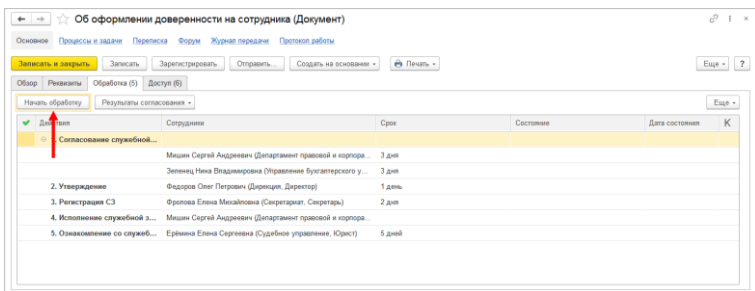 Об оформлении доверенности на сотрудника (Документ)
Основное Процессы и задачи Переписка Форум Журнал передачи Протокол работы
Записать и закрыть Записать Зарегистрировать Отправить... Создать на основании Печать Еще ?
Обзор Реквизиты Обработка (5) Доступ (6)
Начать обработку Результаты согласования Еще
Действия Сотрудники Срок Состояние Дата состояния К
Согласование служебной...
Мишин Сергей Андреевич (Департамент правовой и корпора... 3 дня
Зеленец Нина Владимировна (Управление бухгалтерского у... 3 дня
2. Утверждение Федоров Олег Петрович (Дирекция, Директор) 1 день
3. Регистрация СЗ Фролова Елена Михайловна (Секретариат, Секретарь) 2 дня
4. Исполнение служебной з... Мишин Сергей Андреевич (Департамент правовой и корпора...
5. Ознакомление со служеб... Ерёмина Елена Сергеевна (Судебное управление, Юрист) 5 дней